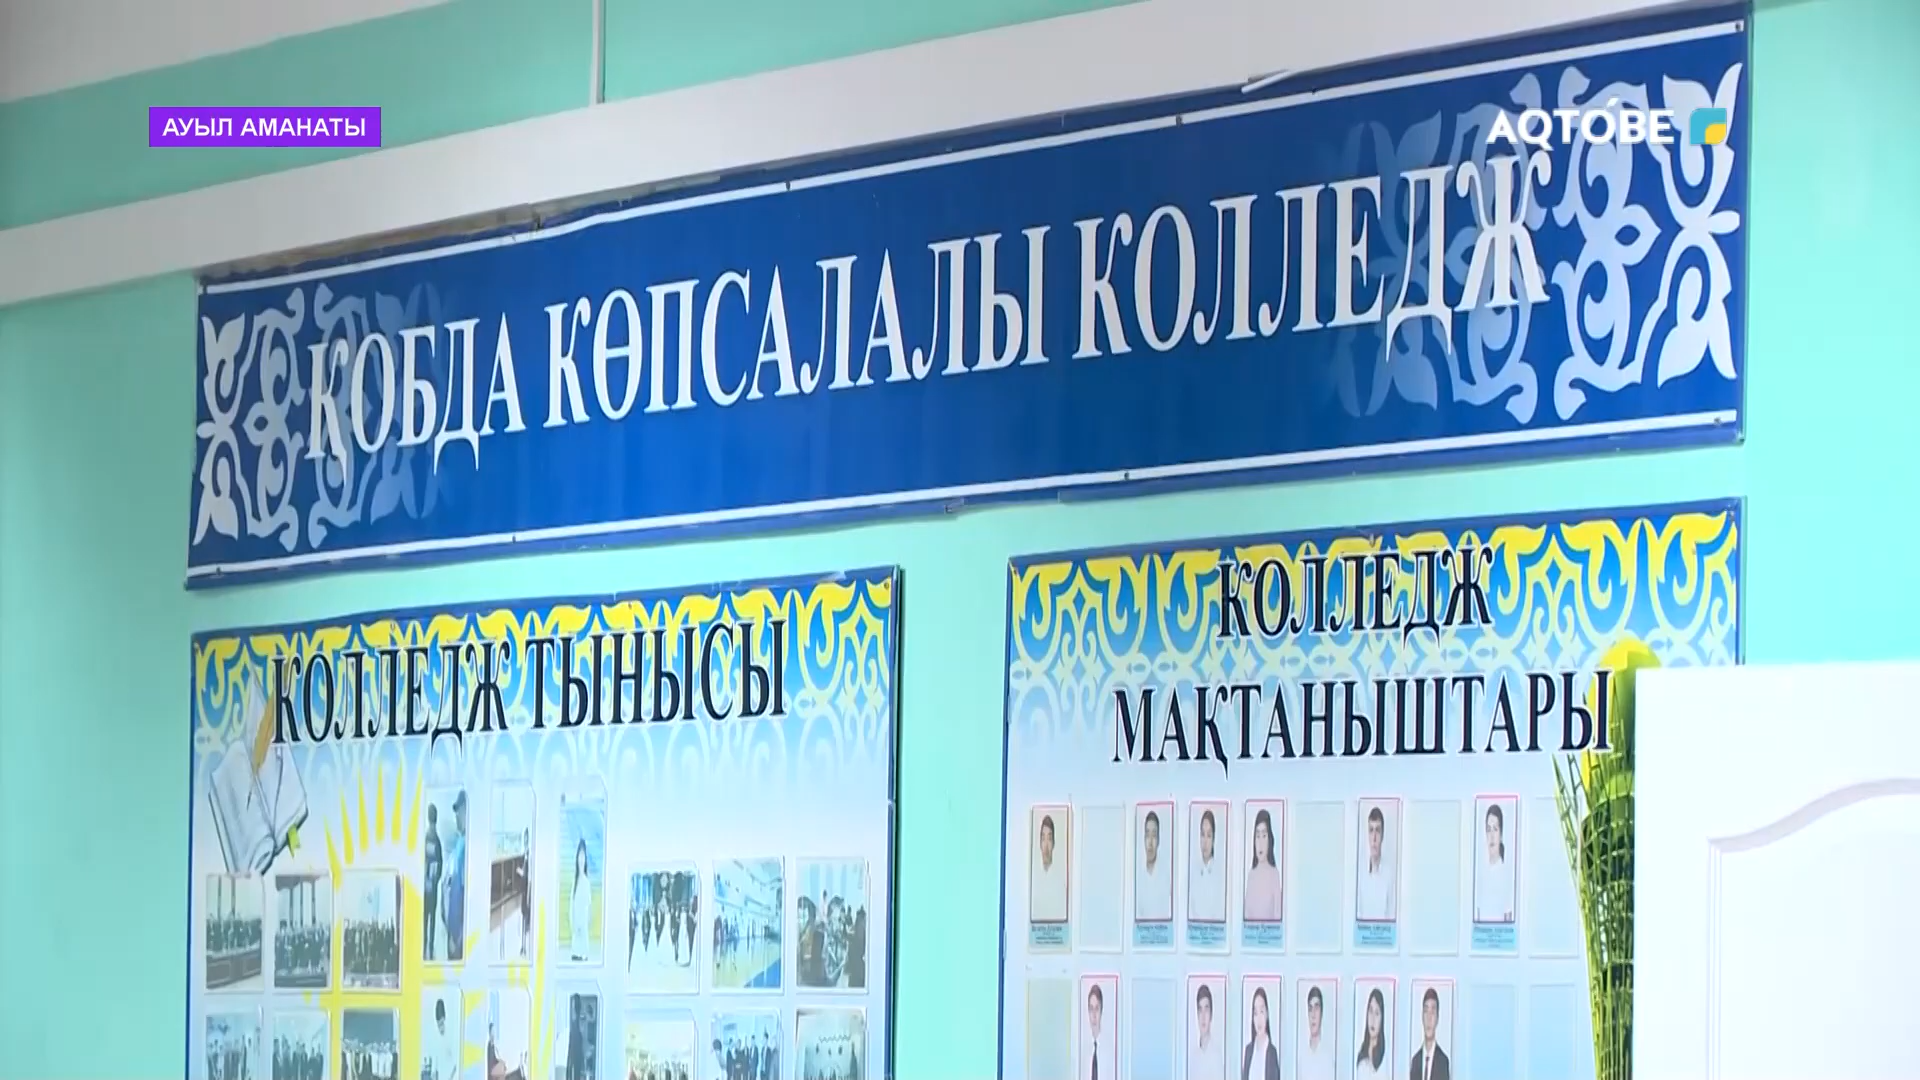 АУЫЛ АМАНАТЫ
AQTÓBE
ҚОБДА КӨПСАЛАЛЫ КОЛЛЕДЖ
КОЛЛЕДЖ ТЫНЫСЫ
КОЛЛЕДЖ
МАҚТАНЫШТАРЫ